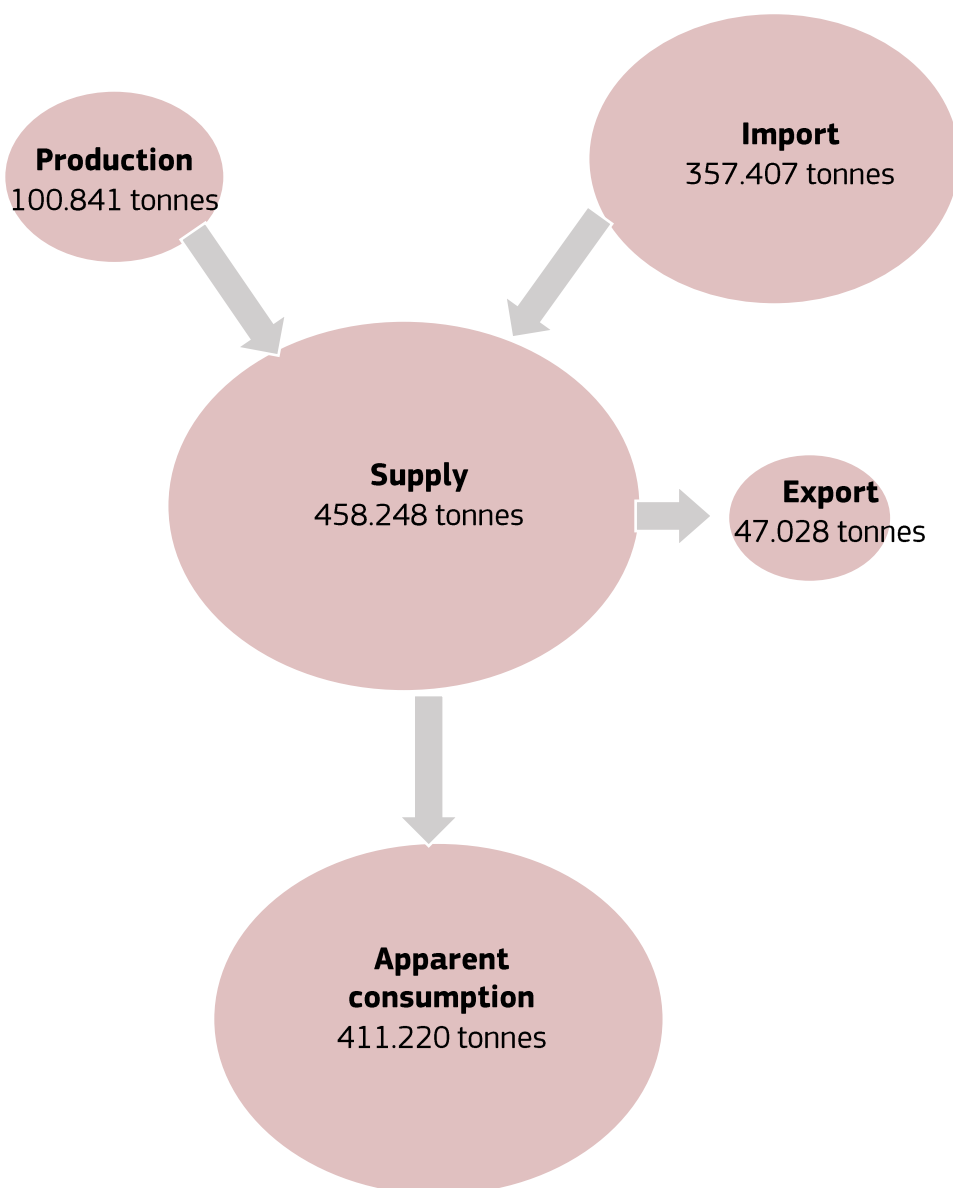 Production
100.841 tonnes
Import
357.407 tonnes
Supply
458.248 tonnes
Export
47.028 tonnes
Apparent
consumption
411.220 tonnes